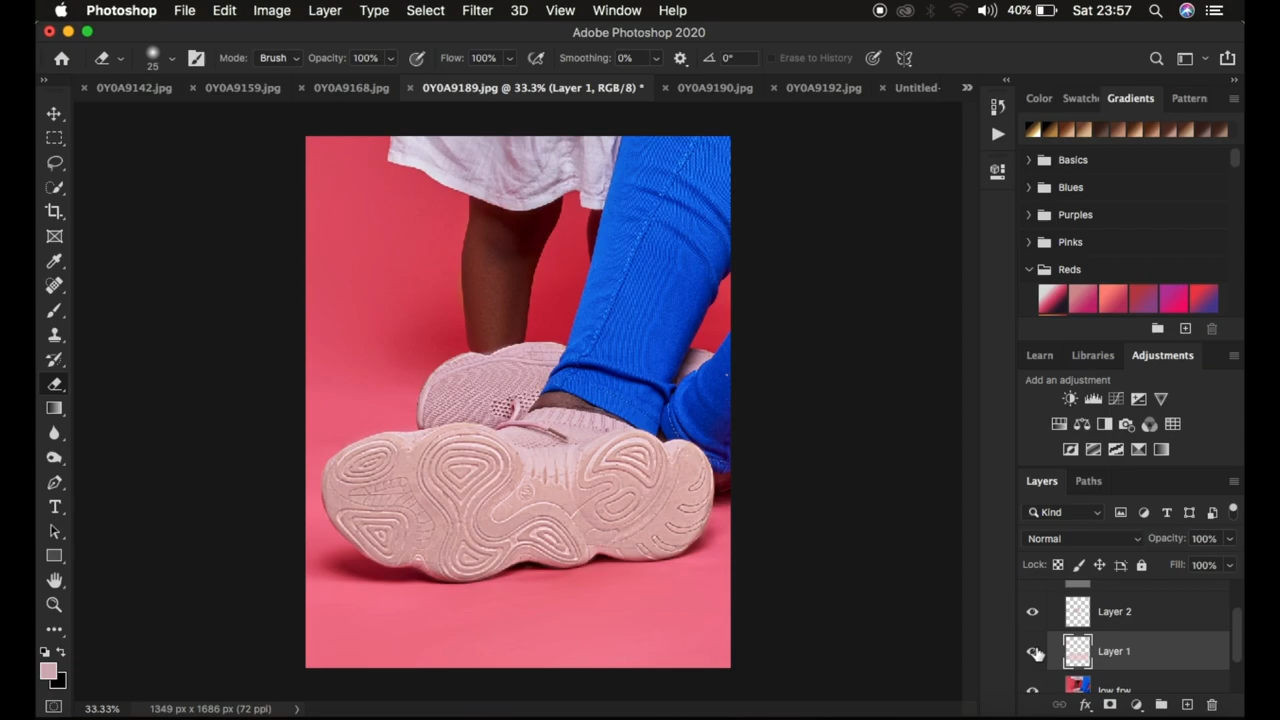 Photoshop File Edit Image Layer Type Select Filter 3D View Window Help 40% Sat 23:57
Adobe Photoshop 2020
25 Mode: Brush Opacity: 100% Flow: 100% Smoothing: 0% 0° Erase to History
0Y0A9142.jpg 0Y0A9159.jpg 0Y0A9168.jpg 0Y0A9189.jpg @ 33.3% (Layer 1, RGB/8) * 0Y0A9190.jpg 0Y0A9192.jpg Untitled-
Color Swatche Gradients Pattern
Basics
Blues
Purples
Pinks
Reds
Learn Libraries Adjustments
Add an adjustment
Layers Paths
Kind
Normal Opacity: 100%
Lock: Fill: 100%
Layer 2
Layer 1
low frw
33.33% 1349 px x 1686 px (72 ppi)